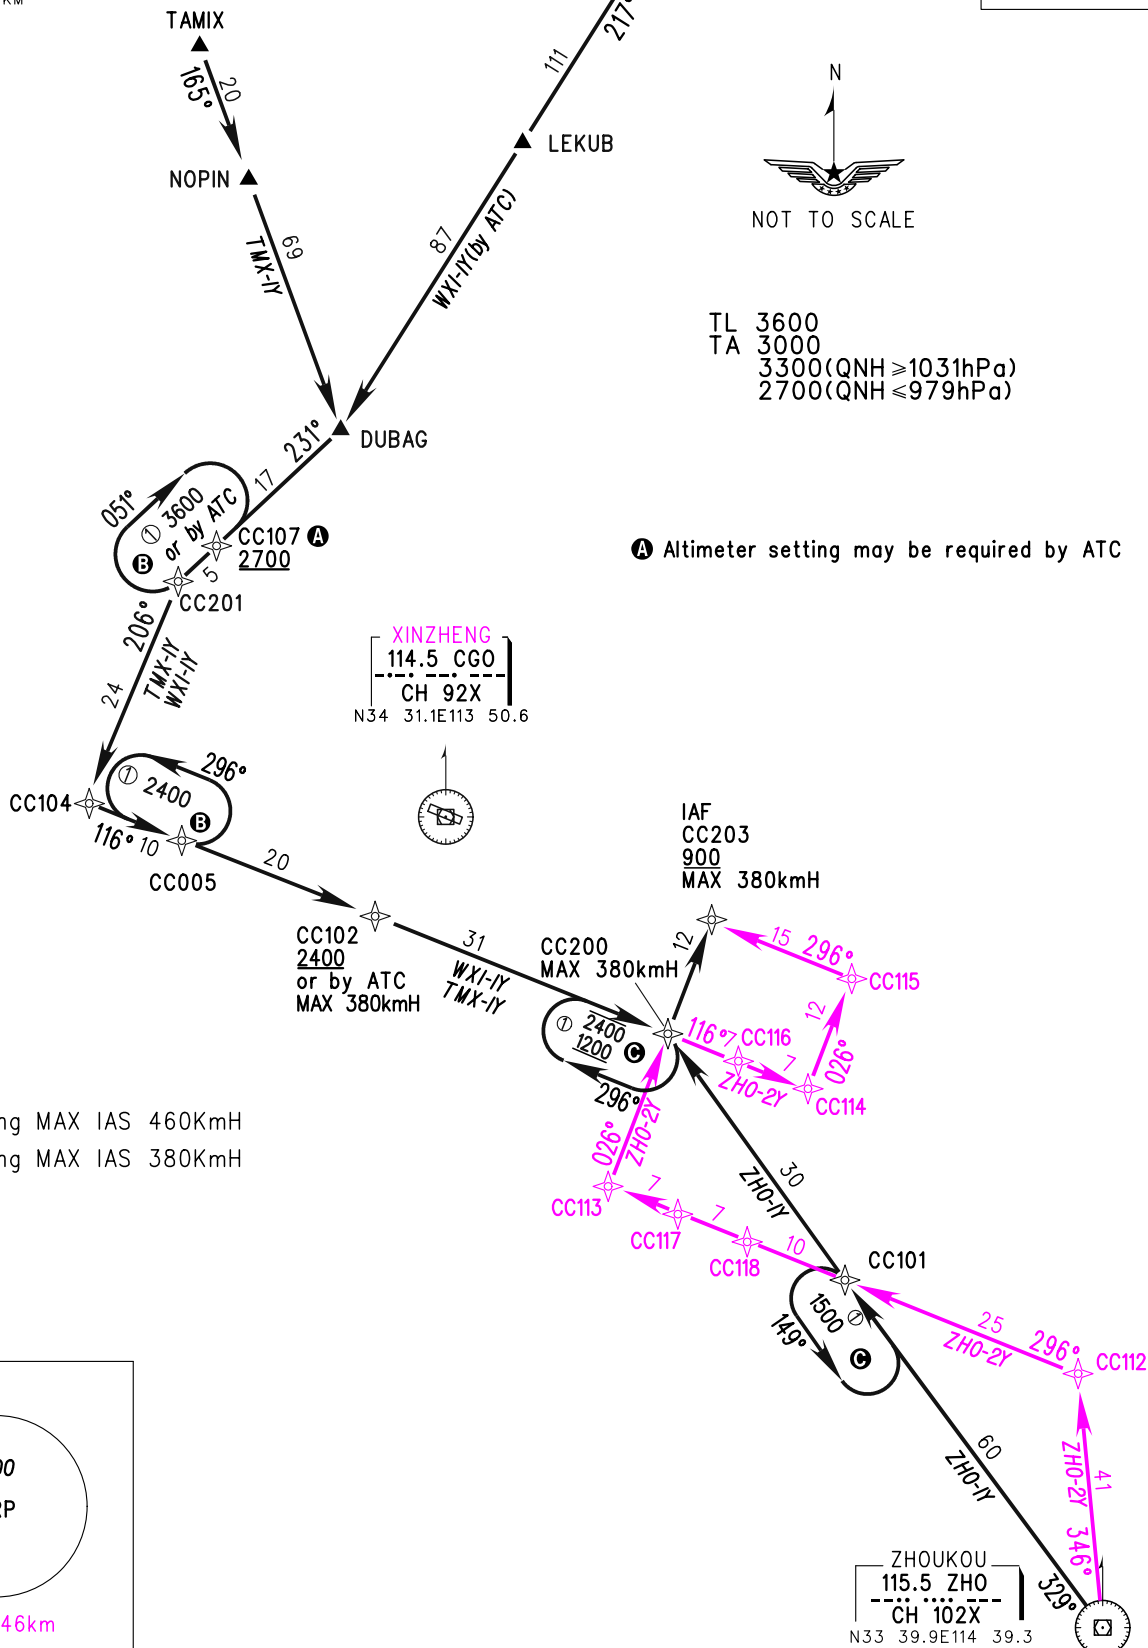 KM
TAMIX
20
165°
NOPIN
69
TMX-1Y
217°
111
LEKUB
87
WXI-1Y(by ATC)
N
NOT TO SCALE
TL 3600
TA 3000
3300(QNH ≥1031hPa)
2700(QNH ≤979hPa)
DUBAG
231°
17
051°
① 3600
or by ATC
B
CC107 A
2700
5
CC201
A Altimeter setting may be required by ATC
206°
24
TMX-1Y
WXI-1Y
XINZHENG
114.5 CGO
CH 92X
N34 31.1E113 50.6
CC104
116°
10
① 2400
296°
B
CC005
20
CC102
2400
or by ATC
MAX 380kmH
31
WXI-1Y
TMX-1Y
IAF
CC203
900
MAX 380kmH
CC200
MAX 380kmH
12
15
296°
CC115
12
026°
116°
7
CC116
7
ZHO-2Y
CC114
① 2400
1200
C
296°
026°
ZHO-2Y
CC113
7
CC117
7
CC118
10
30
ZHO-1Y
CC101
1500 ①
149°
C
25
ZHO-2Y
296°
CC112
60
ZHO-1Y
41
ZHO-2Y
346°
329°
ng MAX IAS 460KmH
ng MAX IAS 380KmH
00
RP
46km
ZHOUKOU
115.5 ZHO
CH 102X
N33 39.9E114 39.3